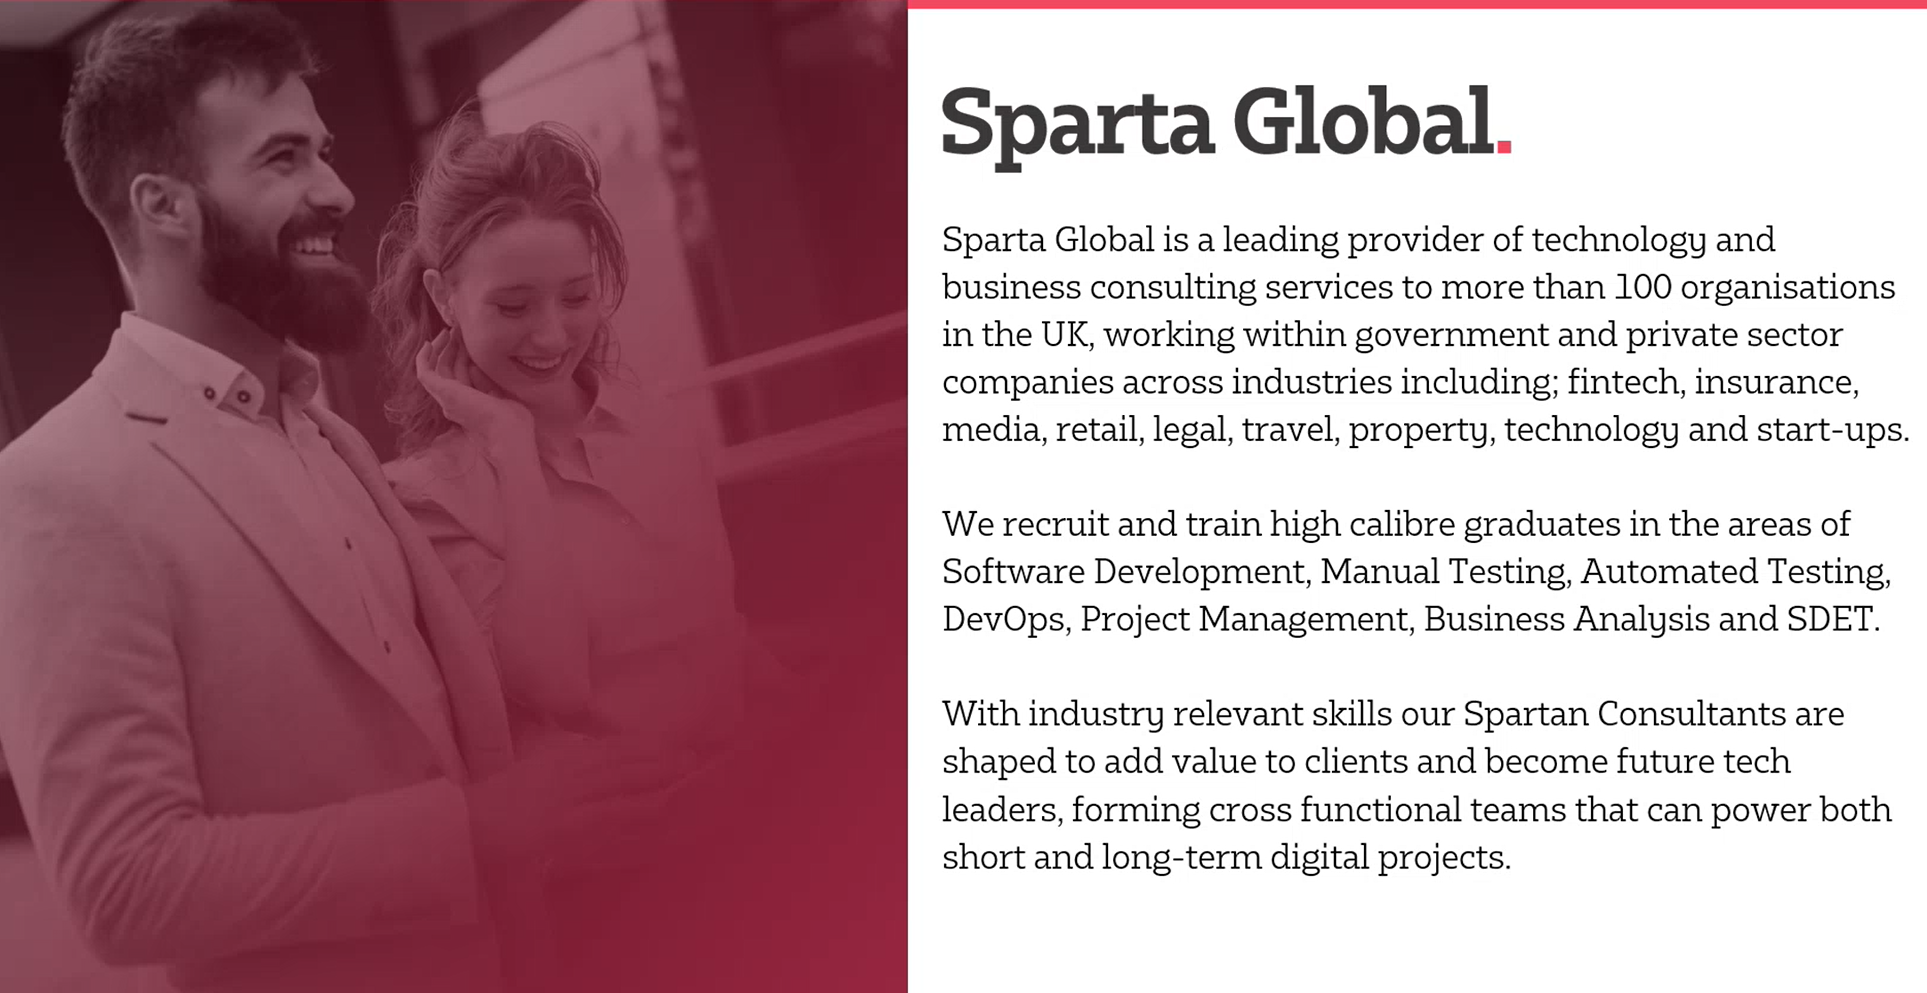 Sparta Global.
Sparta Global is a leading provider of technology and
business consulting services to more than 100 organisations
in the UK, working within government and private sector
companies across industries including; fintech, insurance,
media, retail, legal, travel, property, technology and start-ups.
We recruit and train high calibre graduates in the areas of
Software Development, Manual Testing, Automated Testing,
DevOps, Project Management, Business Analysis and SDET.
With industry relevant skills our Spartan Consultants are
shaped to add value to clients and become future tech
leaders, forming cross functional teams that can power both
short and long-term digital projects.